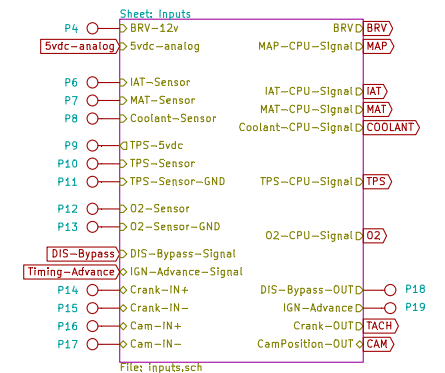 Sheet: Inputs
P4 BRV-12v BRV BRV
5vdc-analog 5vdc-analog MAP-CPU-Signal MAP
P6 IAT-Sensor IAT-CPU-Signal IAT
P7 MAT-Sensor MAT-CPU-Signal MAT
P8 Coolant-Sensor Coolant-CPU-Signal COOLANT
P9 TPS-5vdc
P10 TPS-Sensor
P11 TPS-Sensor-GND TPS-CPU-Signal TPS
P12 O2-Sensor
P13 O2-Sensor-GND O2-CPU-Signal O2
DIS-Bypass DIS-Bypass-Signal
Timing-Advance IGN-Advance-Signal
P14 Crank-IN+ DIS-Bypass-OUT P18
P15 Crank-IN- IGN-Advance P19
P16 Cam-IN+ Crank-OUT TACH
P17 Cam-IN- CamPosition-OUT CAM
File: inputs.sch